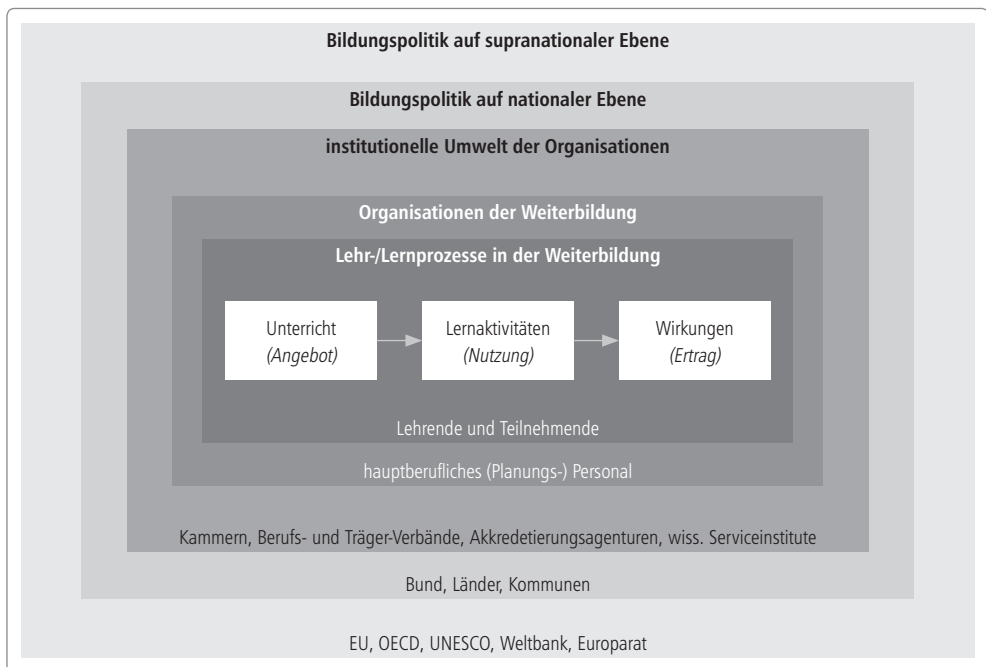 Bildungspolitik auf supranationaler Ebene
Bildungspolitik auf nationaler Ebene
institutionelle Umwelt der Organisationen
Organisationen der Weiterbildung
Lehr-/Lernprozesse in der Weiterbildung
Unterricht
(Angebot)
Lernaktivitäten
(Nutzung)
Wirkungen
(Ertrag)
Lehrende und Teilnehmende
hauptberufliches (Planungs-) Personal
Kammern, Berufs- und Träger-Verbände, Akkredetierungsagenturen, wiss. Serviceinstitute
Bund, Länder, Kommunen
EU, OECD, UNESCO, Weltbank, Europarat